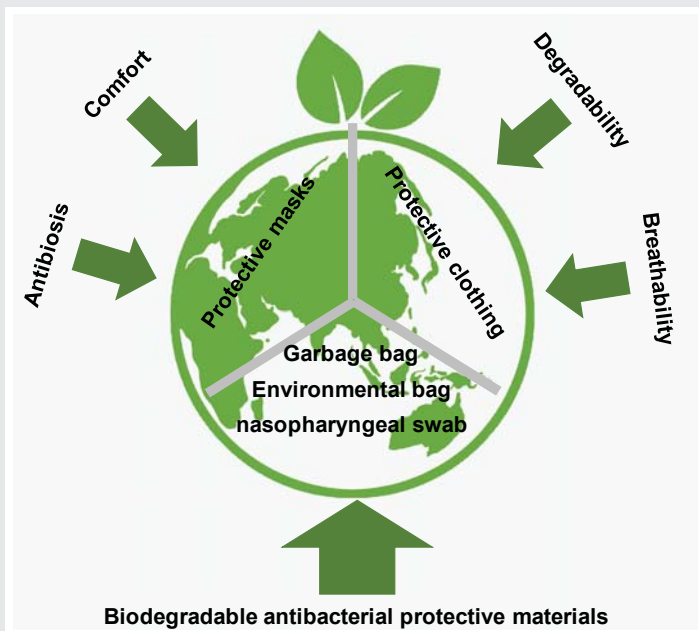 Comfort
Degradability
Antibiosis
Protective masks
Protective clothing
Breathability
Garbage bag
Environmental bag
nasopharyngeal swab
Biodegradable antibacterial protective materials